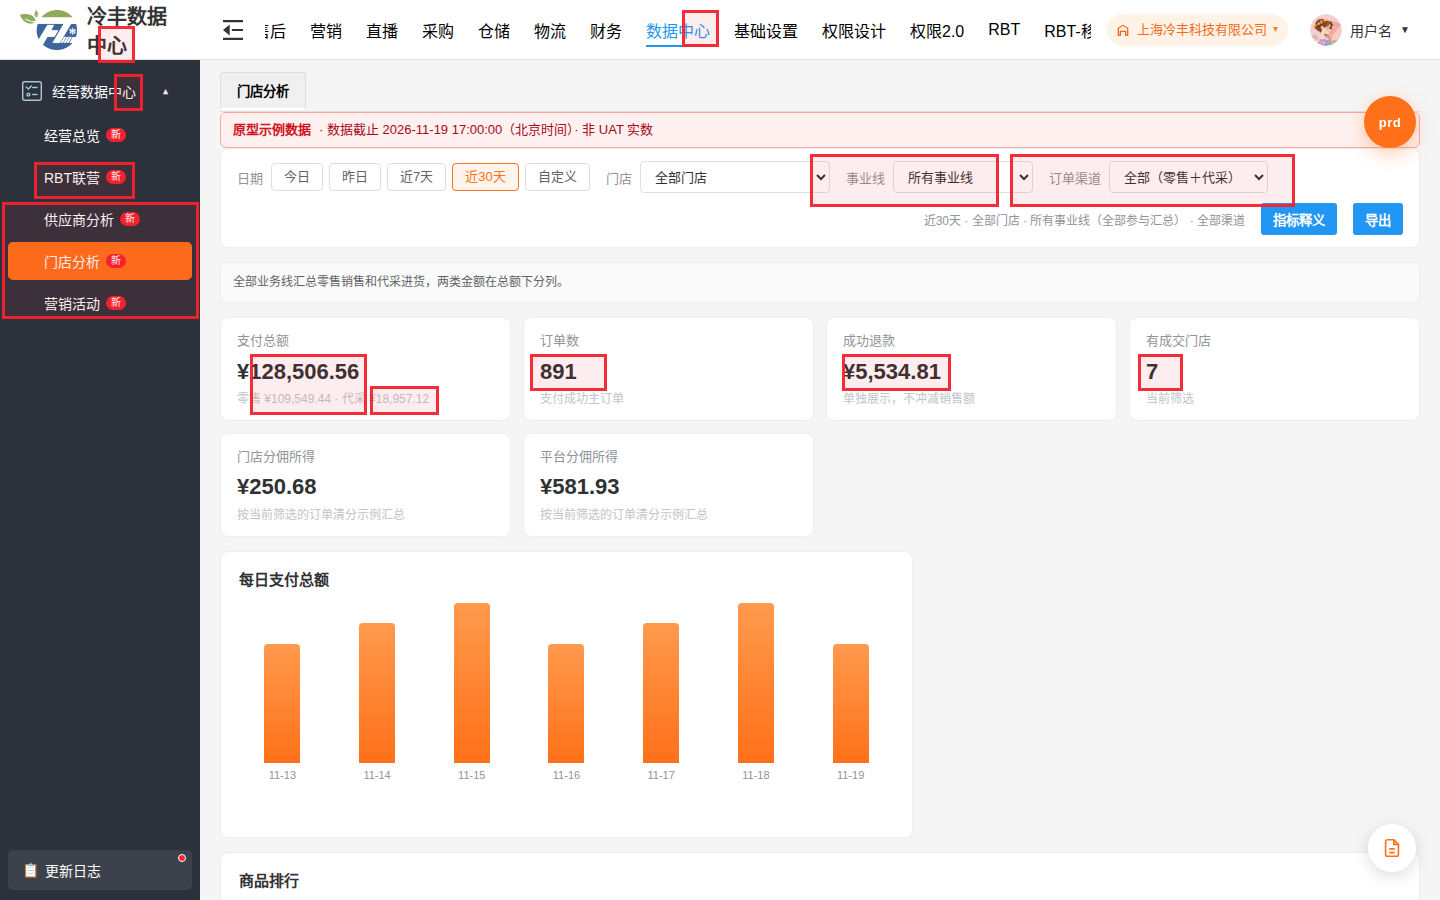 冷丰数据
中心
售后 营销 直播 采购 仓储 物流 财务 数据中心 基础设置 权限设计 权限2.0 RBT RBT-移
上海冷丰科技有限公司 ▾
用户名 ▼
经营数据中心 ▲
经营总览 新
RBT联营 新
供应商分析 新
门店分析 新
营销活动 新
更新日志
门店分析
原型示例数据 · 数据截止 2026-11-19 17:00:00（北京时间）· 非 UAT 实数
prd
日期 今日 昨日 近7天 近30天 自定义 门店 全部门店 事业线 所有事业线 订单渠道 全部（零售＋代采）
近30天 · 全部门店 · 所有事业线（全部参与汇总） · 全部渠道 指标释义 导出
全部业务线汇总零售销售和代采进货，两类金额在总额下分列。
支付总额
¥128,506.56
零售 ¥109,549.44 · 代采 ¥18,957.12
订单数
891
支付成功主订单
成功退款
¥5,534.81
单独展示，不冲减销售额
有成交门店
7
当前筛选
门店分佣所得
¥250.68
按当前筛选的订单清分示例汇总
平台分佣所得
¥581.93
按当前筛选的订单清分示例汇总
每日支付总额
11-13 11-14 11-15 11-16 11-17 11-18 11-19
商品排行